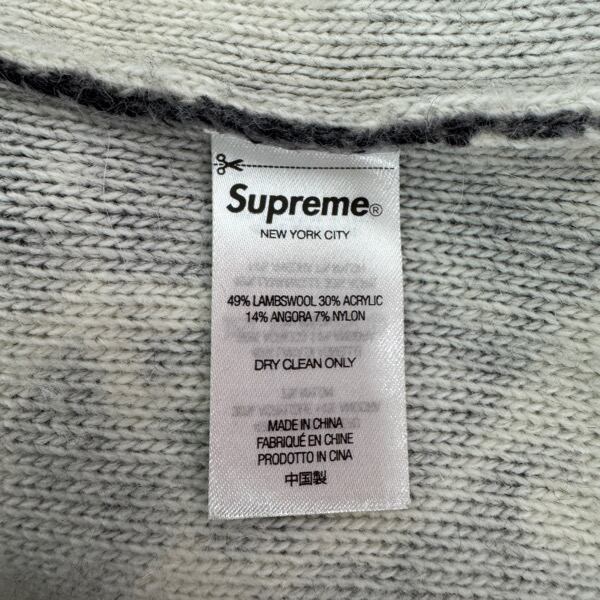 Supreme®
NEW YORK CITY
49% LAMBSWOOL 30% ACRYLIC
14% ANGORA 7% NYLON
DRY CLEAN ONLY
MADE IN CHINA
FABRIQUÉ EN CHINE
PRODOTTO IN CINA
中国製